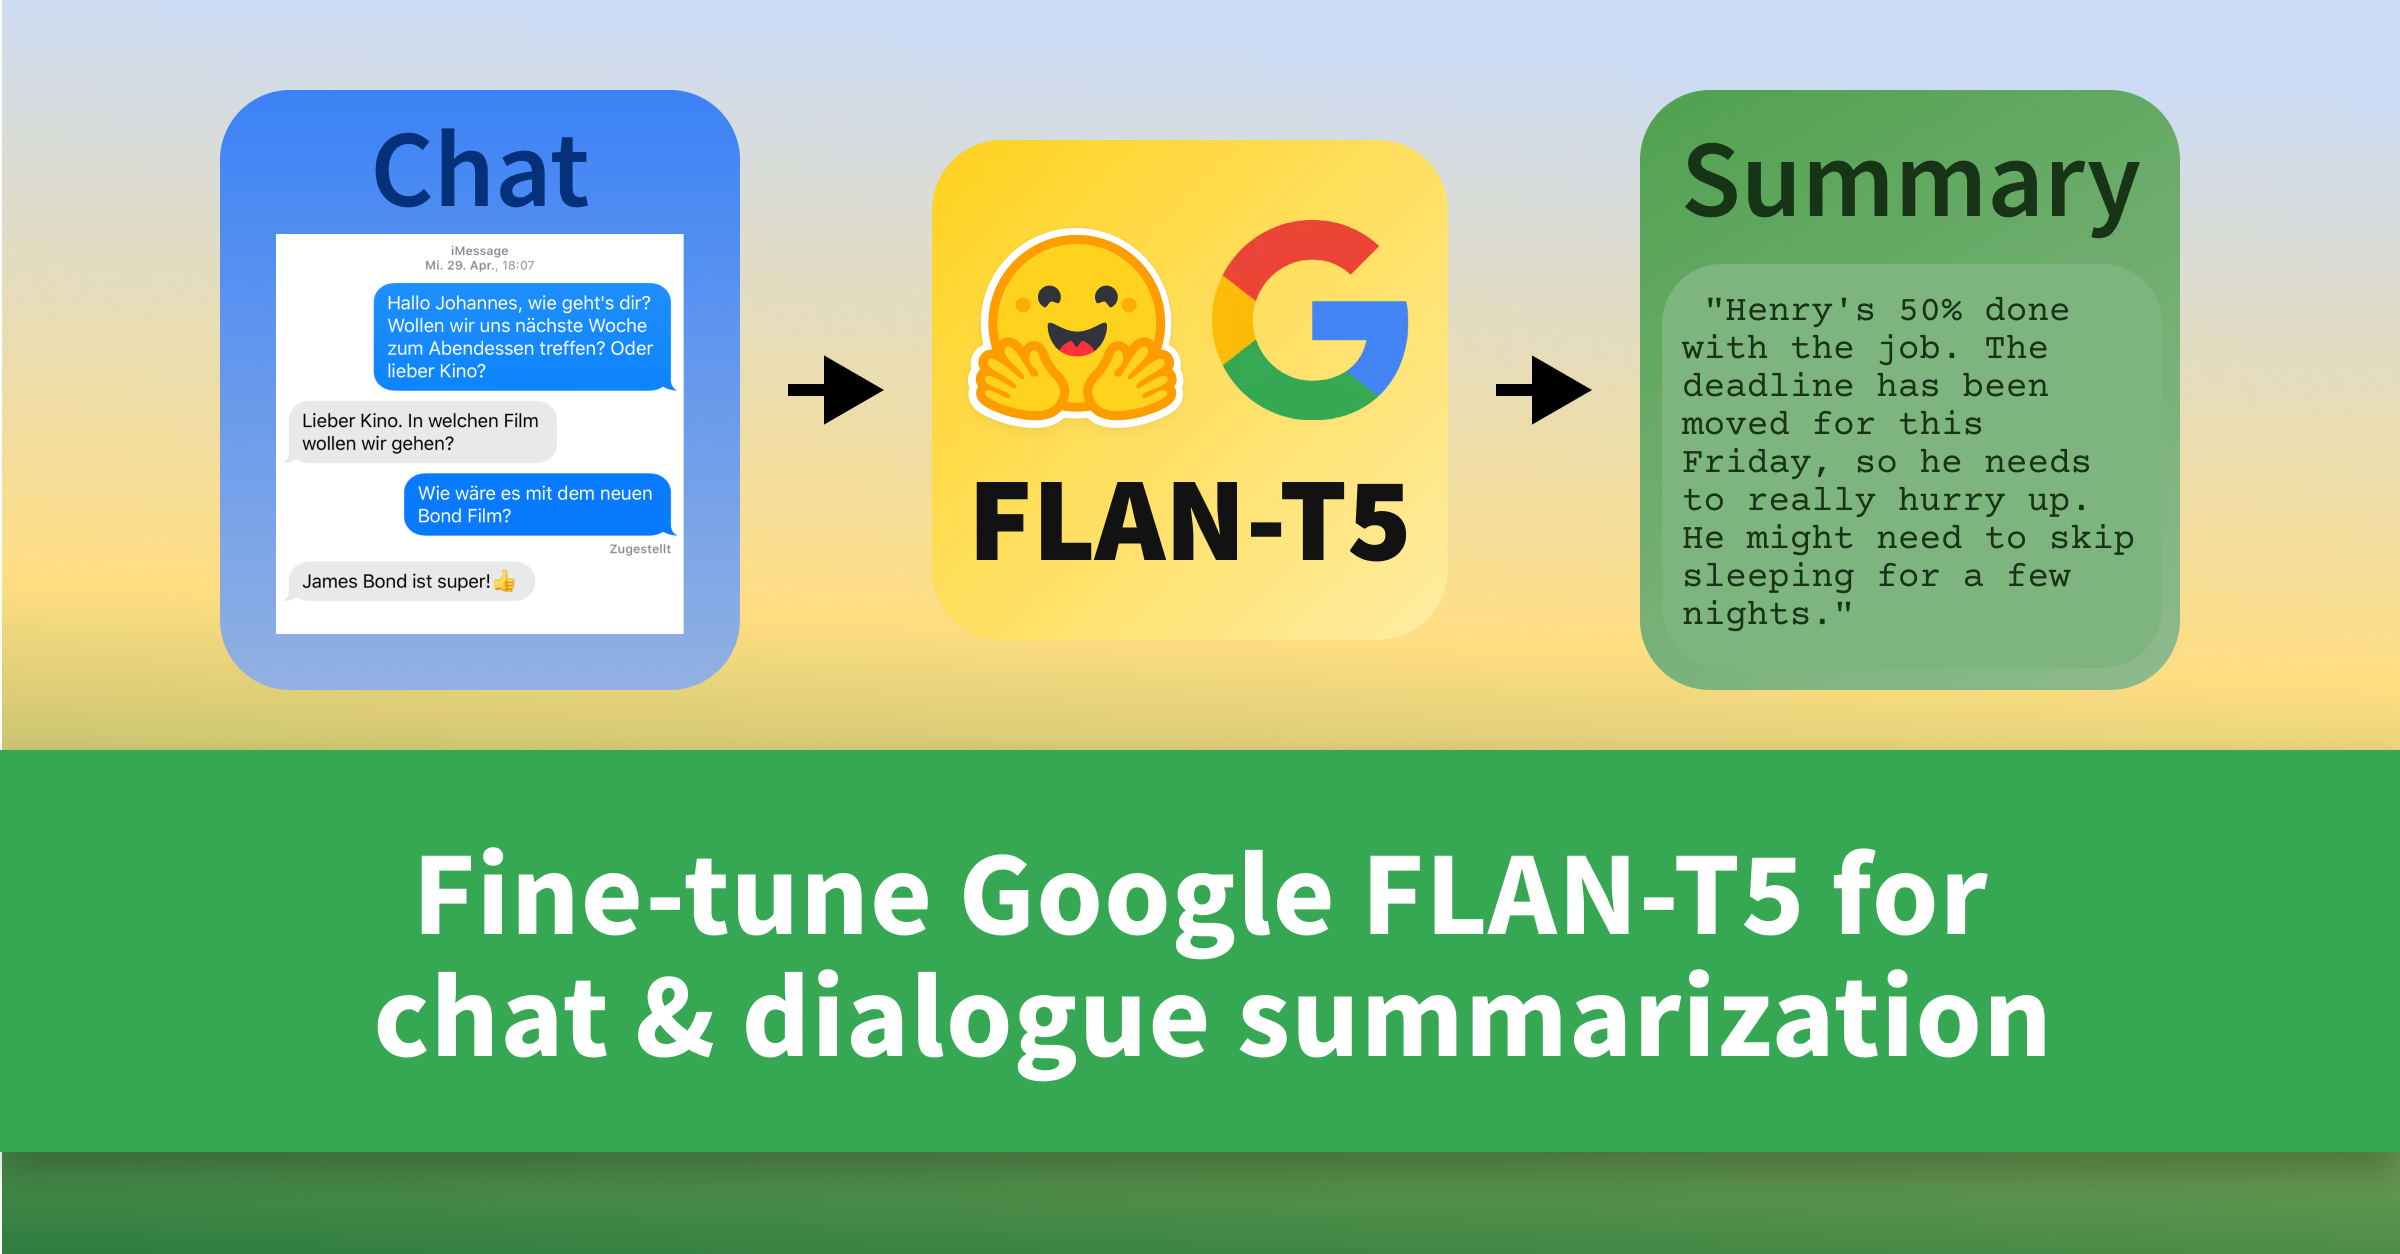 Chat
iMessage
Mi. 29. Apr., 18:07
Hallo Johannes, wie geht's dir?
Wollen wir uns nächste Woche
zum Abendessen treffen? Oder
lieber Kino?
Lieber Kino. In welchen Film
wollen wir gehen?
Wie wäre es mit dem neuen
Bond Film?
Zugestellt
James Bond ist super!👍
FLAN-T5
Summary
"Henry's 50% done
with the job. The
deadline has been
moved for this
Friday, so he needs
to really hurry up.
He might need to skip
sleeping for a few
nights."
Fine-tune Google FLAN-T5 for
chat & dialogue summarization